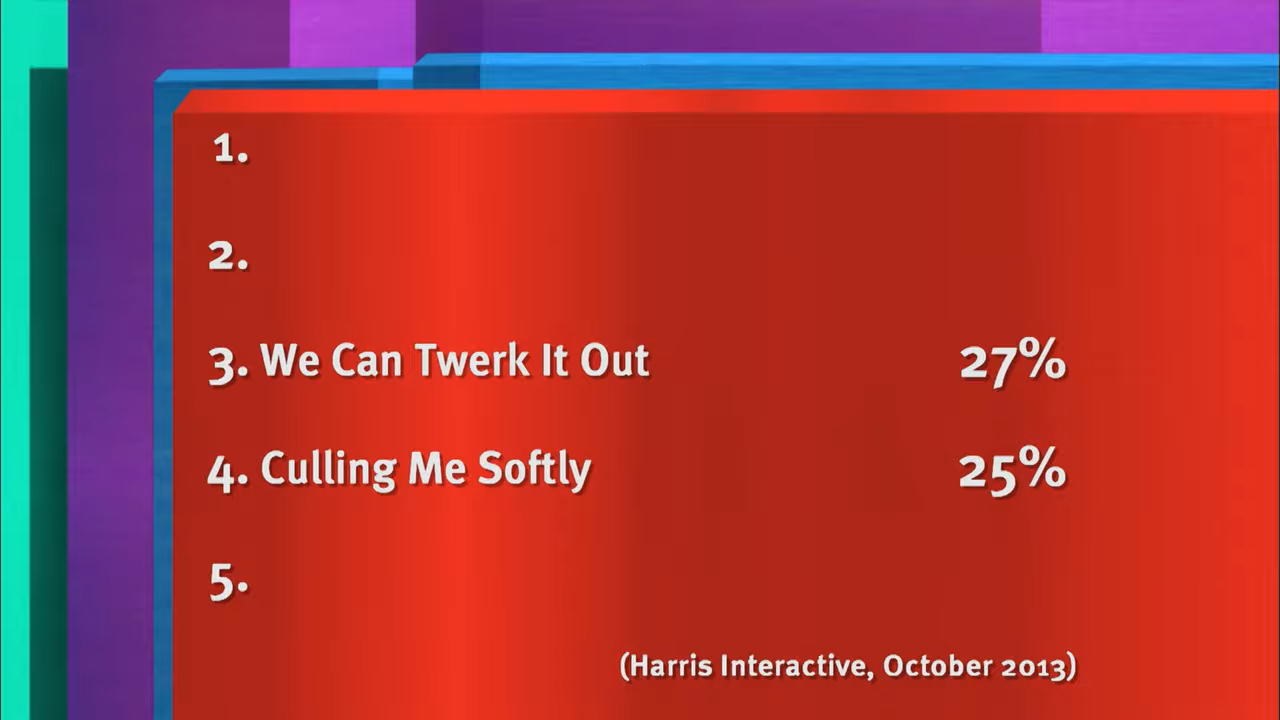 1.
2.
3. We Can Twerk It Out 27%
4. Culling Me Softly 25%
5.
(Harris Interactive, October 2013)